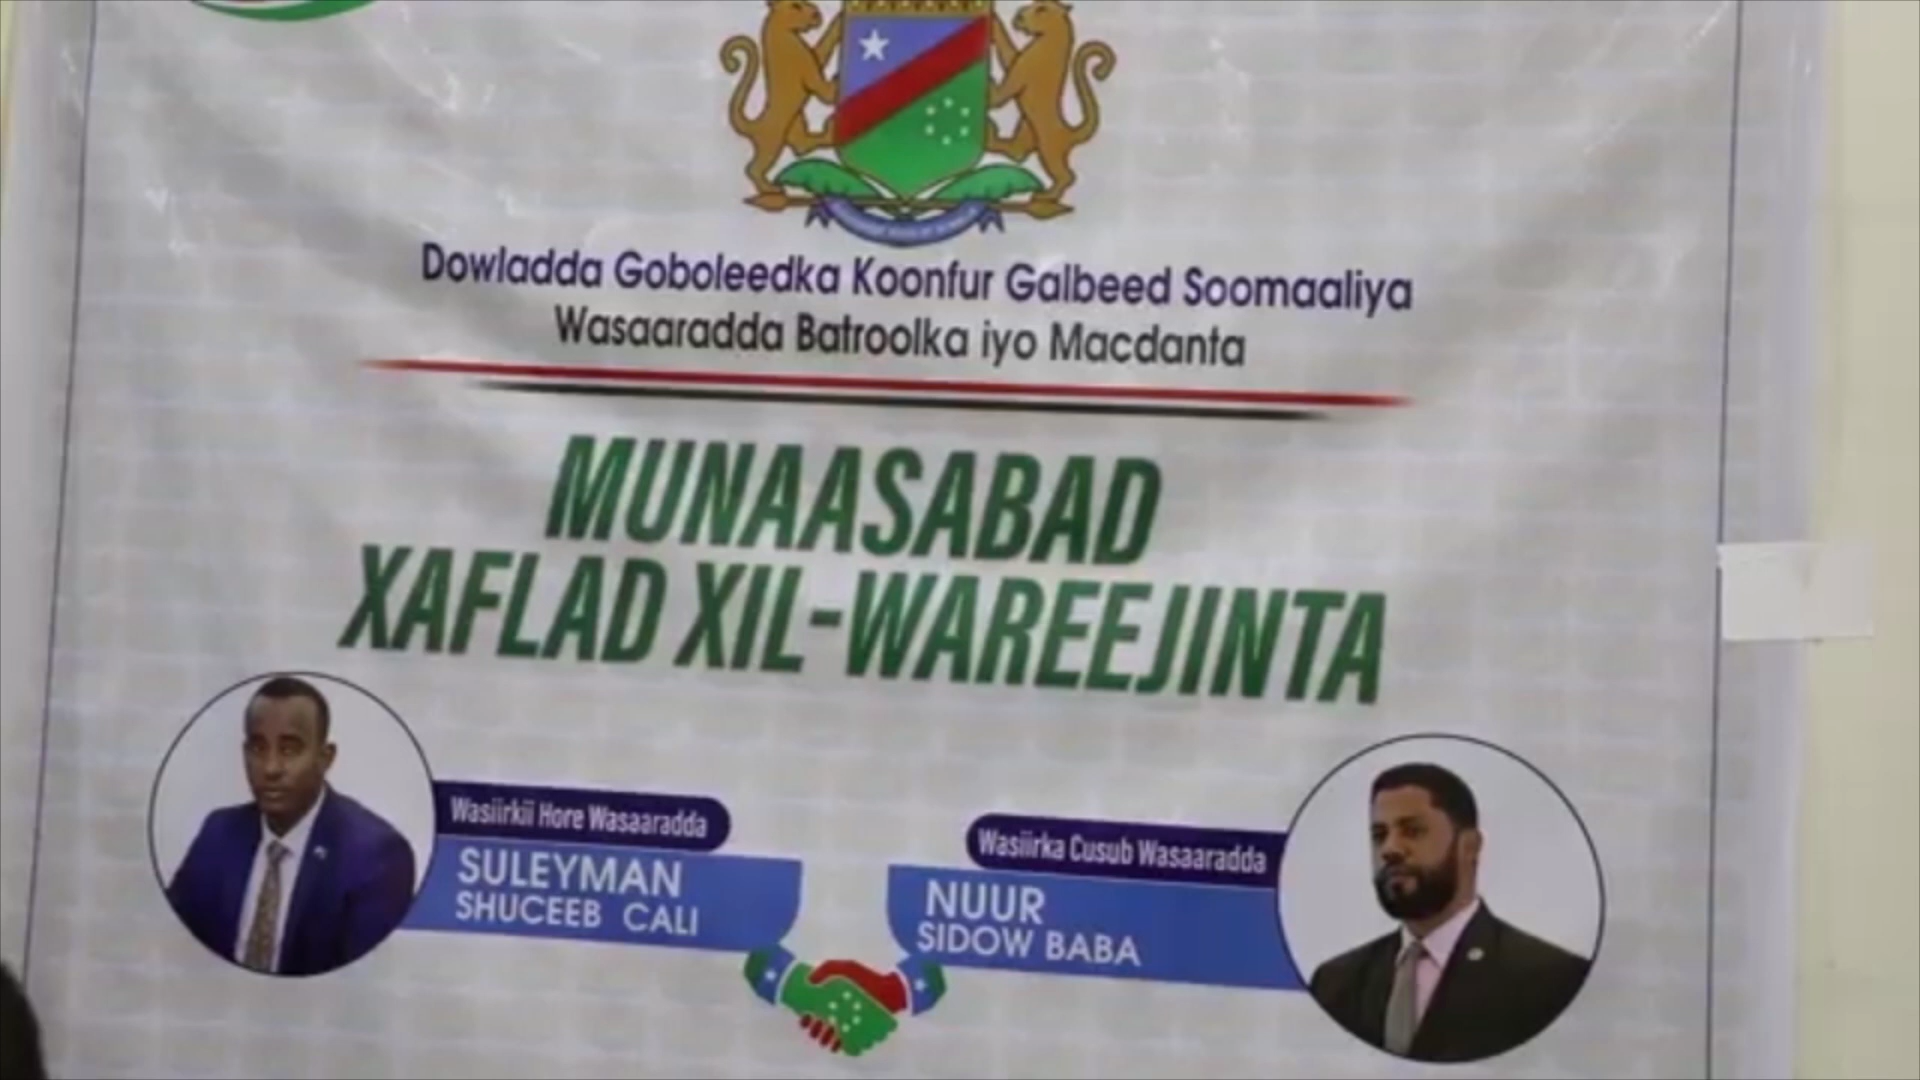 Dowladda Goboleedka Koonfur Galbeed Soomaaliya
Wasaaradda Batroolka iyo Macdanta
MUNAASABAD
XAFLAD XIL-WAREEJINTA
Wasiirkii Hore Wasaaradda
SULEYMAN
SHUCEEB CALI
Wasiirka Cusub Wasaaradda
NUUR
SIDOW BABA